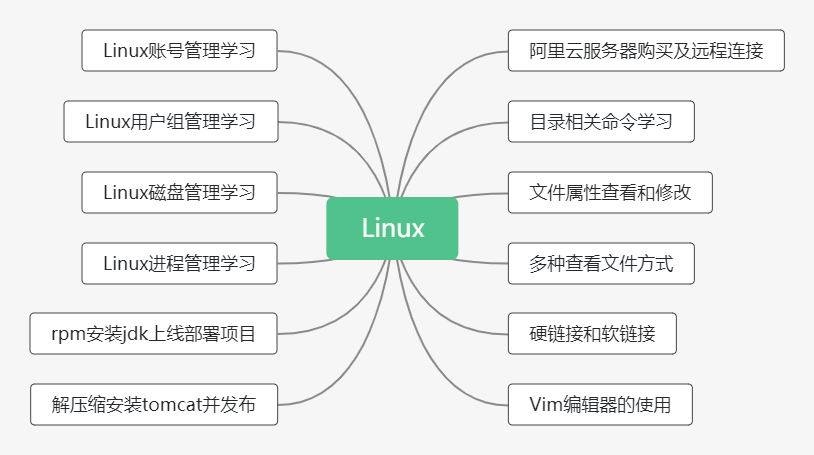 Linux账号管理学习
阿里云服务器购买及远程连接
Linux用户组管理学习
目录相关命令学习
Linux磁盘管理学习
文件属性查看和修改
Linux
Linux进程管理学习
多种查看文件方式
rpm安装jdk上线部署项目
硬链接和软链接
解压缩安装tomcat并发布
Vim编辑器的使用